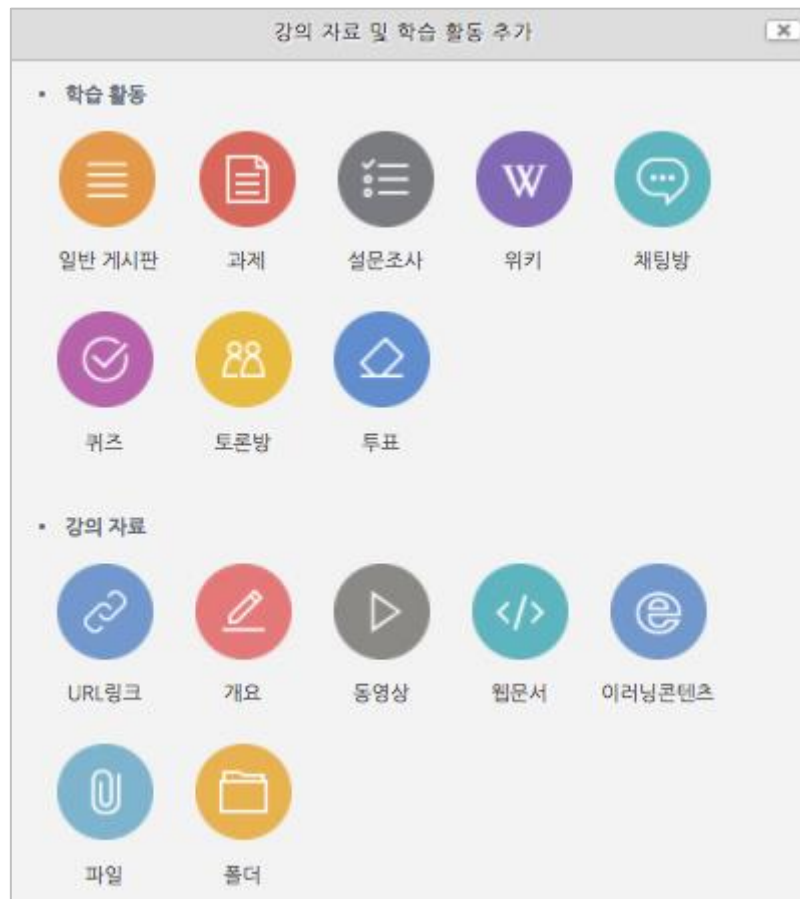 강의 자료 및 학습 활동 추가
• 학습 활동
일반 게시판 과제 설문조사 위키 채팅방
퀴즈 토론방 투표
• 강의 자료
URL링크 개요 동영상 웹문서 이러닝콘텐츠
파일 폴더